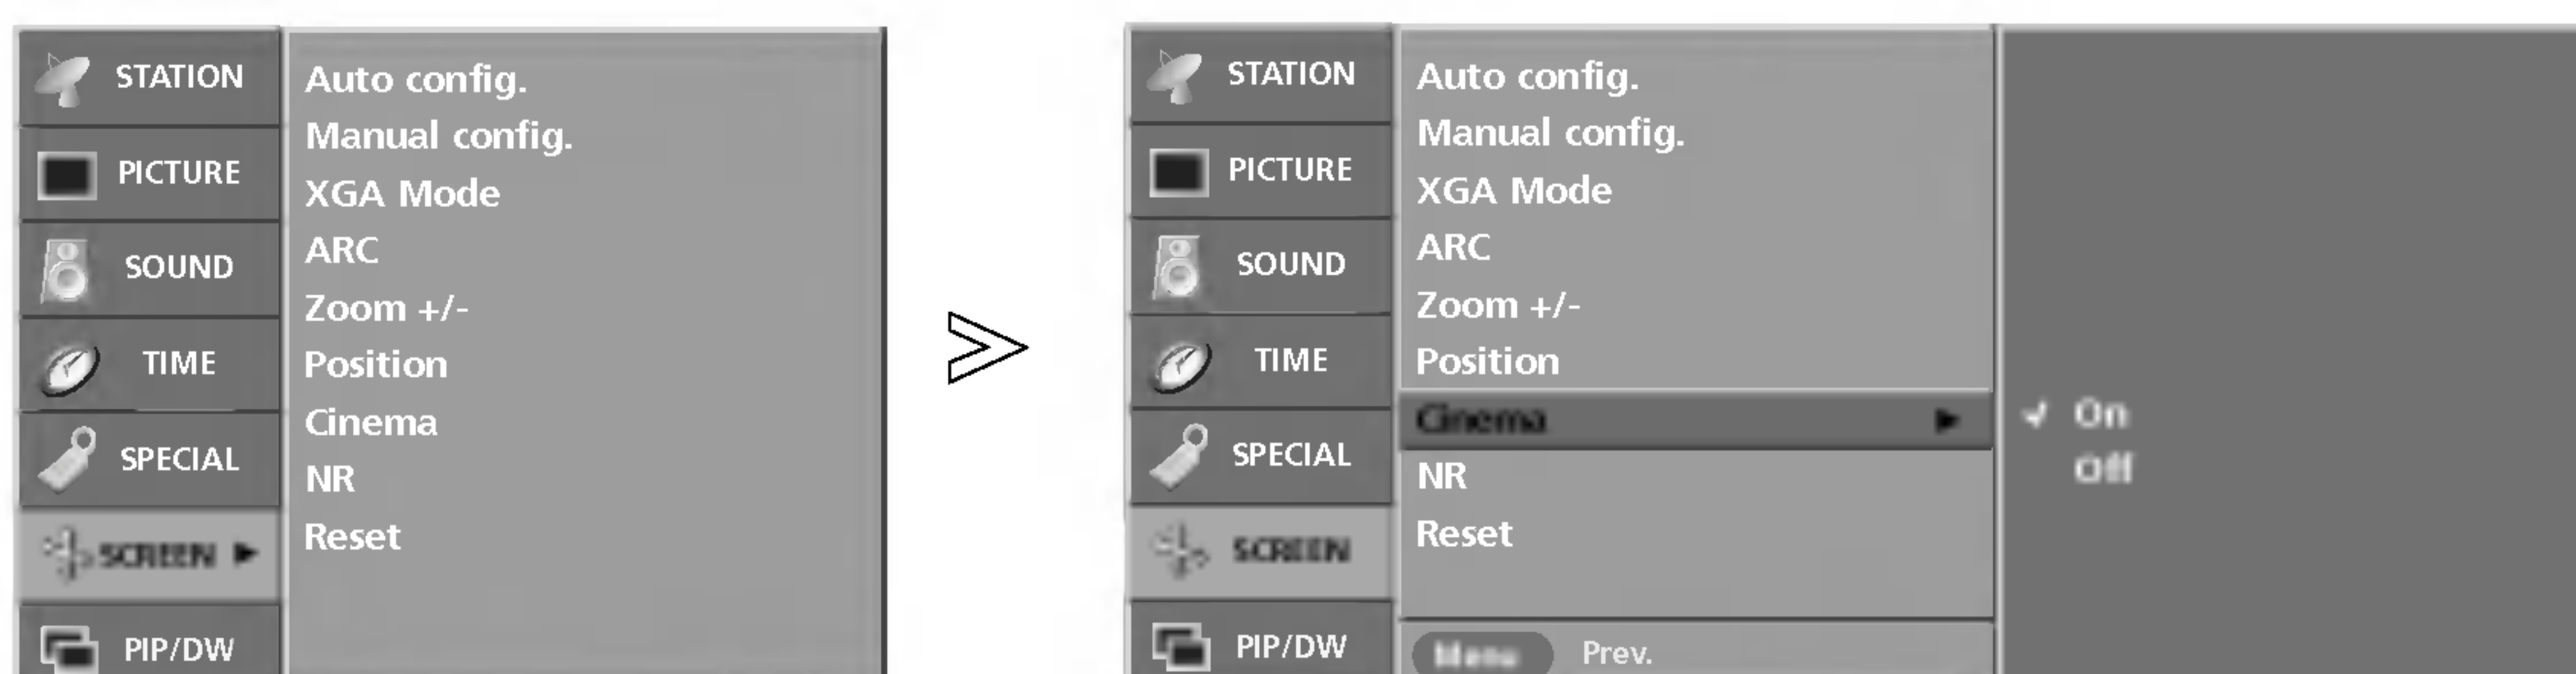 STATION
PICTURE
SOUND
TIME
SPECIAL
SCREEN
PIP/DW
Auto config.
Manual config.
XGA Mode
ARC
Zoom +/-
Position
Cinema
NR
Reset
STATION
PICTURE
SOUND
TIME
SPECIAL
SCREEN
PIP/DW
Auto config.
Manual config.
XGA Mode
ARC
Zoom +/-
Position
Cinema
NR
Reset
Menu Prev.
On
Off